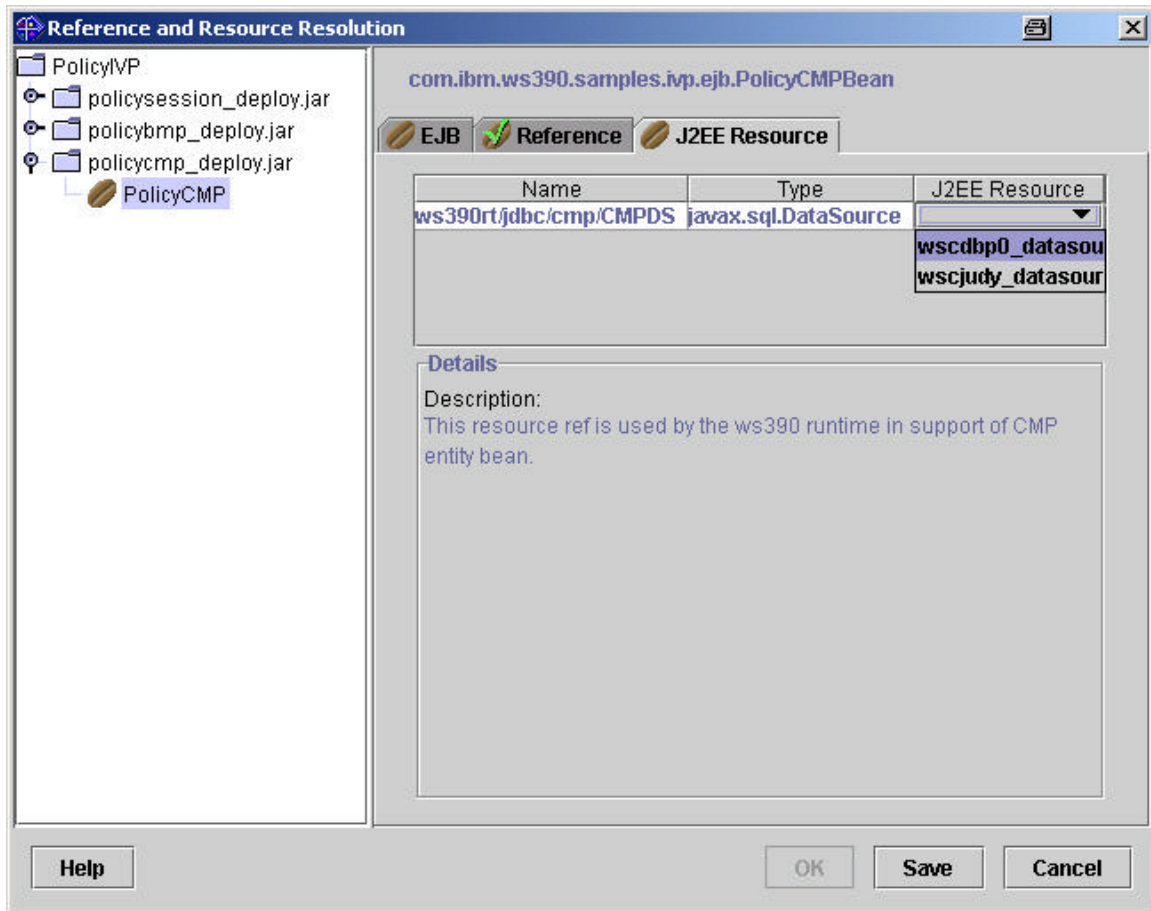 Reference and Resource Resolution
PolicyIVP
policysession_deploy.jar
policybmp_deploy.jar
policycmp_deploy.jar
PolicyCMP
com.ibm.ws390.samples.ivp.ejb.PolicyCMPBean
EJB Reference J2EE Resource
Name Type J2EE Resource
ws390rt/jdbc/cmp/CMPDS javax.sql.DataSource
wscdbp0_datasou
wscjudy_datasour
Details
Description:
This resource ref is used by the ws390 runtime in support of CMP
entity bean.
Help OK Save Cancel